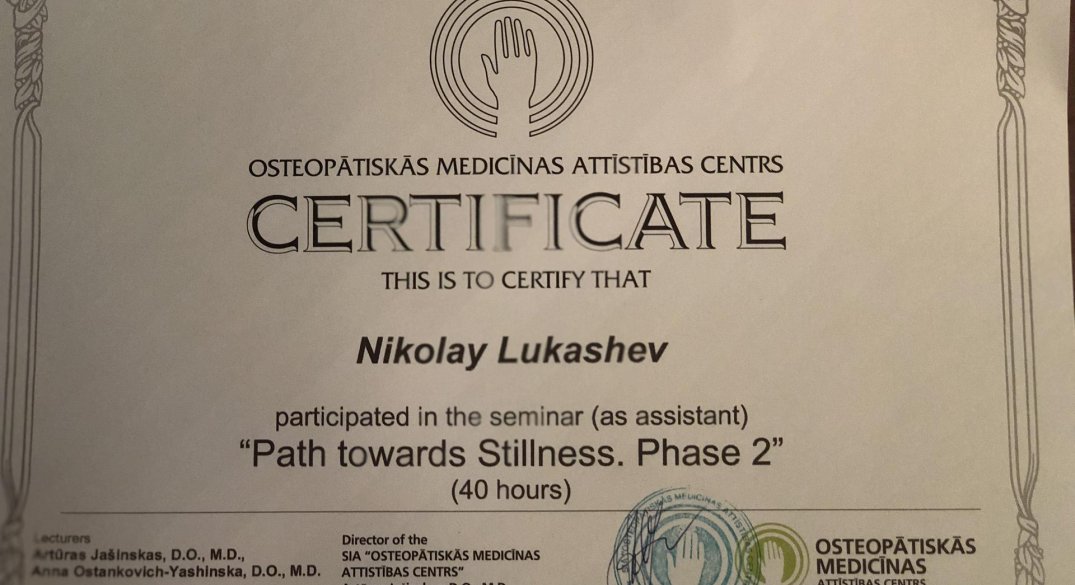 OSTEOPĀTISKĀS MEDICĪNAS ATTĪSTĪBAS CENTRS
CERTIFICATE
THIS IS TO CERTIFY THAT
Nikolay Lukashev
participated in the seminar (as assistant)
“Path towards Stillness. Phase 2”
(40 hours)
Lecturers
Artūras Jašinskas, D.O., M.D.,
Anna Ostankovich-Yashinska, D.O., M.D.
Director of the
SIA “OSTEOPĀTISKĀS MEDICĪNAS
ATTISTĪBAS CENTRS”
OSTEOPĀTISKĀS
MEDICĪNAS
ATTĪSTĪBAS CENTRS